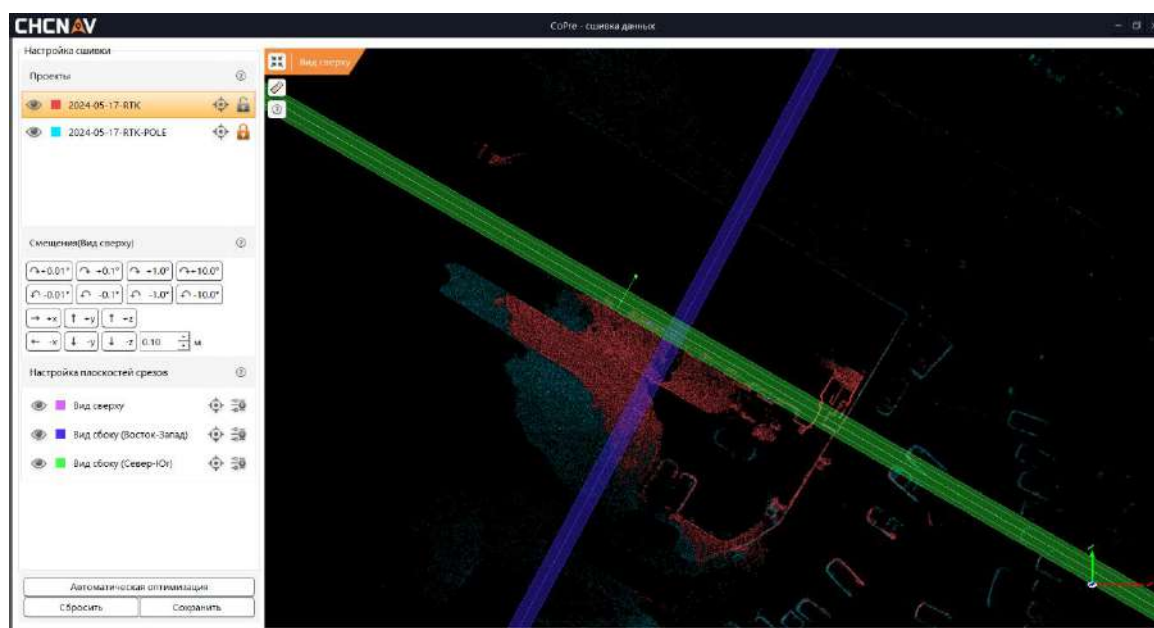 CHCNAV
CoPre - сшивка данных
Настройка сшивки
Проекты
2024-05-17-RTK
2024-05-17-RTK-POLE
Смещения(Вид сверху)
+0.01° +0.1° +1.0° +10.0°
-0.01° -0.1° -1.0° -10.0°
→ +x ↑ +y ↑ +z
← -x ↓ -y ↓ -z 0.10 м
Настройка плоскостей срезов
Вид сверху
Вид сбоку (Восток-Запад)
Вид сбоку (Север-Юг)
Автоматическая оптимизация
Сбросить Сохранить
Вид сверху